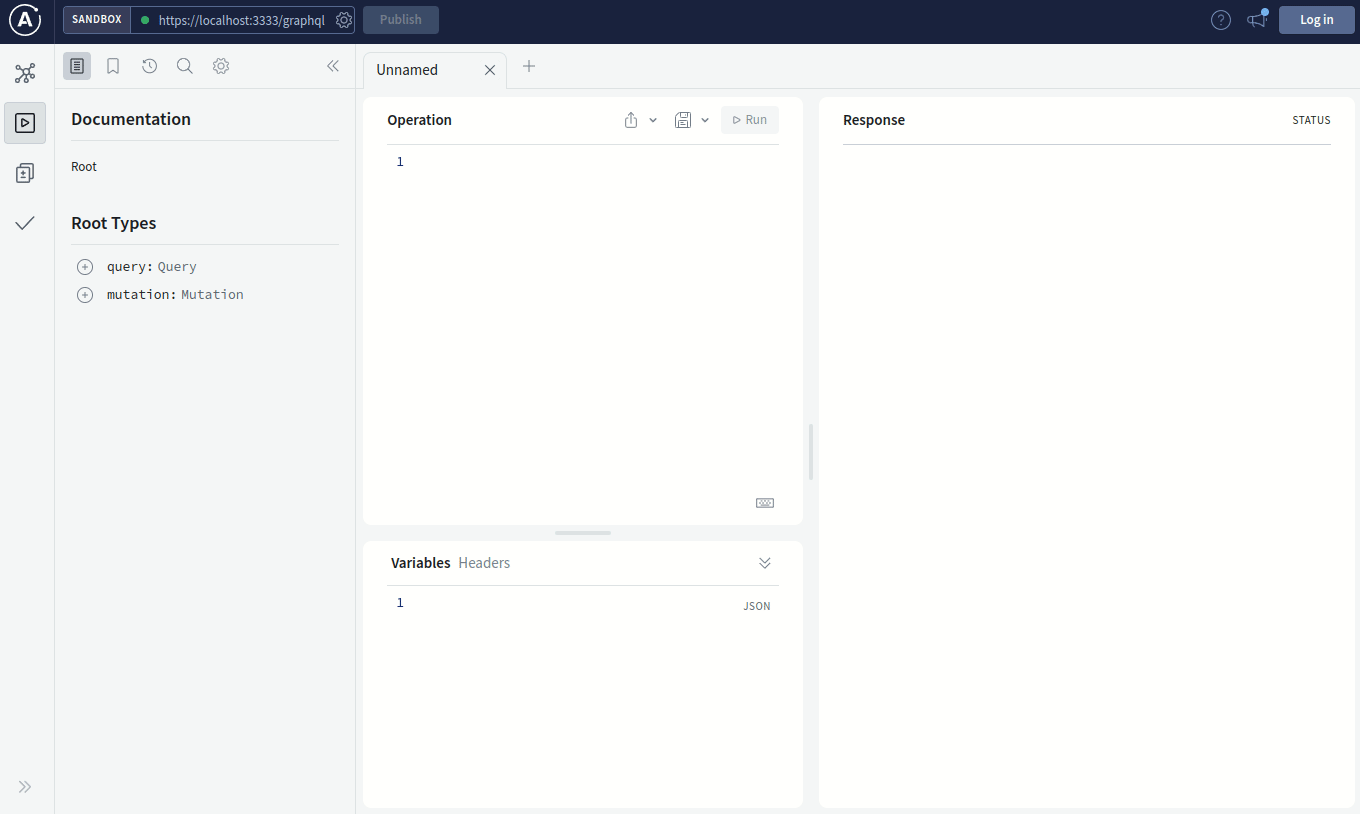 SANDBOX
https://localhost:3333/graphql
Publish
Log in
Unnamed
Documentation
Root
Root Types
query: Query
mutation: Mutation
Operation
Run
1
Variables Headers
1
JSON
Response
STATUS